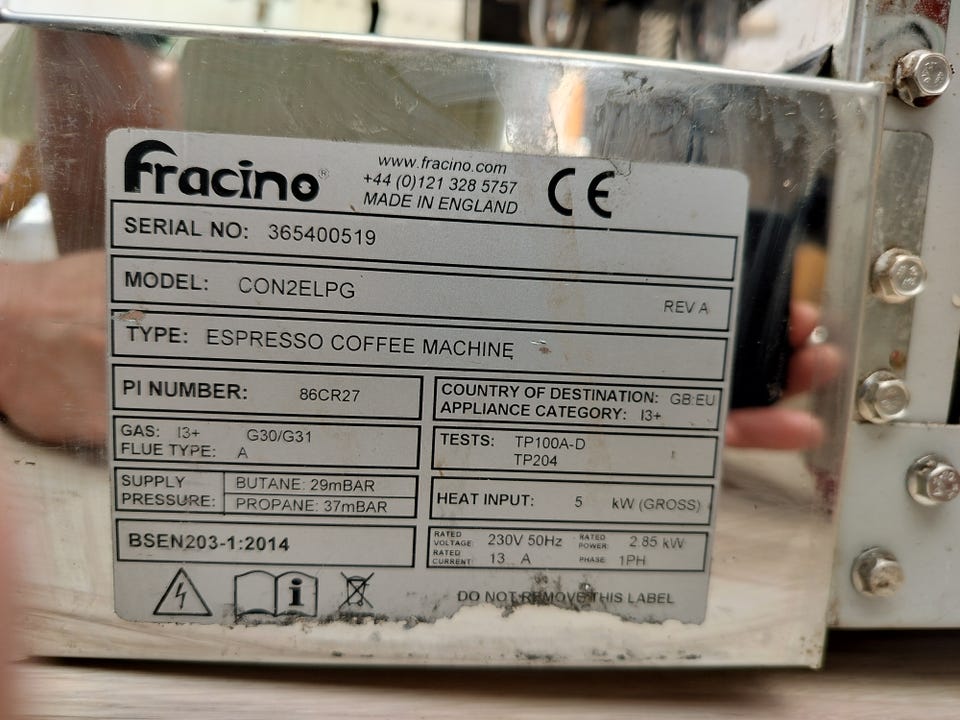 fracino®
www.fracino.com
+44 (0)121 328 5757
MADE IN ENGLAND
CE
SERIAL NO: 365400519
MODEL: CON2ELPG
REV A
TYPE: ESPRESSO COFFEE MACHINE
PI NUMBER: 86CR27
COUNTRY OF DESTINATION: GB:EU
APPLIANCE CATEGORY: I3+
GAS: I3+ G30/G31
FLUE TYPE: A
TESTS: TP100A-D
TP204
SUPPLY PRESSURE:
BUTANE: 29mBAR
PROPANE: 37mBAR
HEAT INPUT: 5 kW (GROSS)
BSEN203-1:2014
RATED VOLTAGE: 230V 50Hz
RATED POWER: 2.85 kW
RATED CURRENT: 13 A
PHASE: 1PH
i
DO NOT REMOVE THIS LABEL